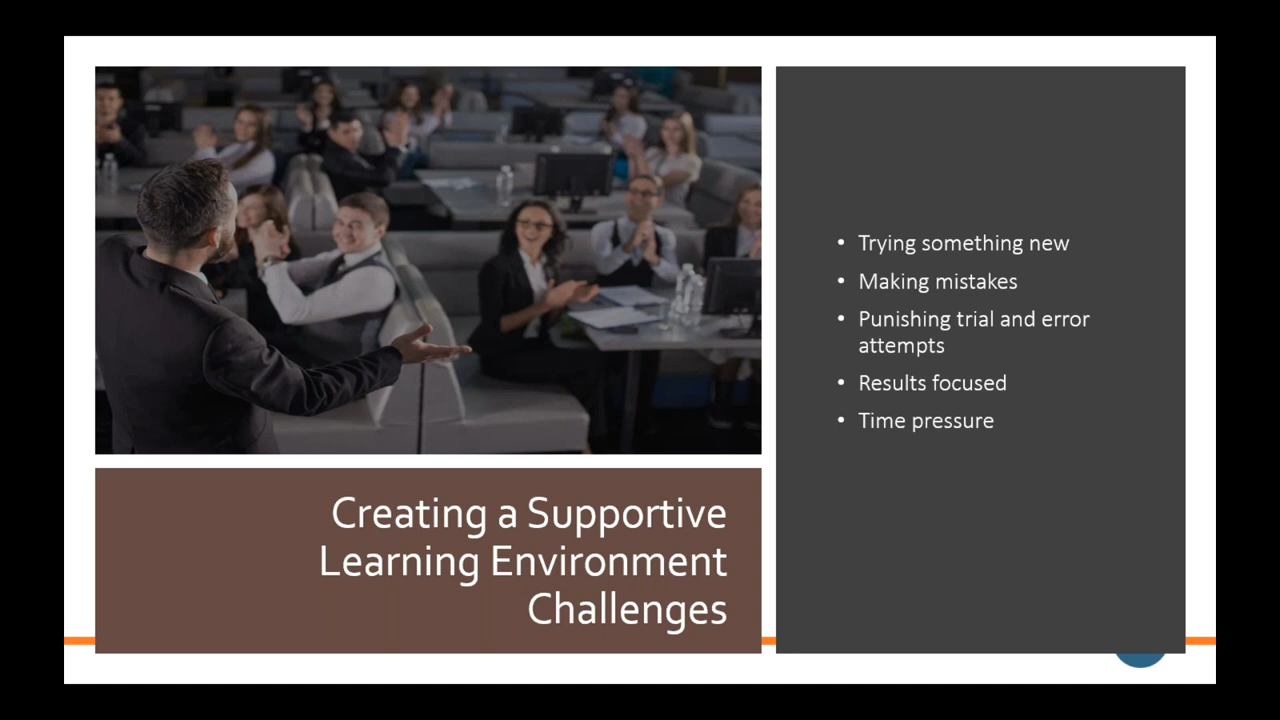 Creating a Supportive
Learning Environment
Challenges
• Trying something new
• Making mistakes
• Punishing trial and error
attempts
• Results focused
• Time pressure